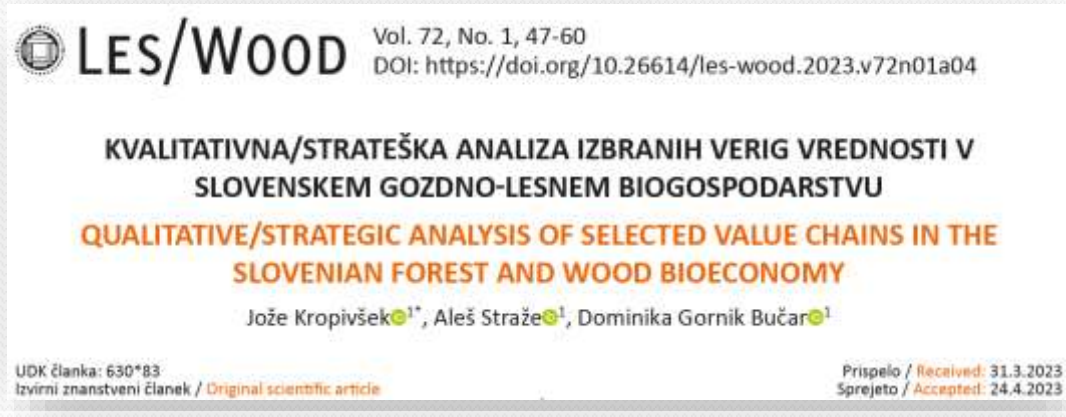 LES/WOOD
Vol. 72, No. 1, 47-60
DOI: https://doi.org/10.26614/les-wood.2023.v72n01a04
KVALITATIVNA/STRATEŠKA ANALIZA IZBRANIH VERIG VREDNOSTI V
SLOVENSKEM GOZDNO-LESNEM BIOGOSPODARSTVU
QUALITATIVE/STRATEGIC ANALYSIS OF SELECTED VALUE CHAINS IN THE
SLOVENIAN FOREST AND WOOD BIOECONOMY
Jože Kropivšek1*, Aleš Straže1, Dominika Gornik Bučar1
UDK članka: 630*83
Izvirni znanstveni članek / Original scientific article
Prispelo / Received: 31.3.2023
Sprejeto / Accepted: 24.4.2023